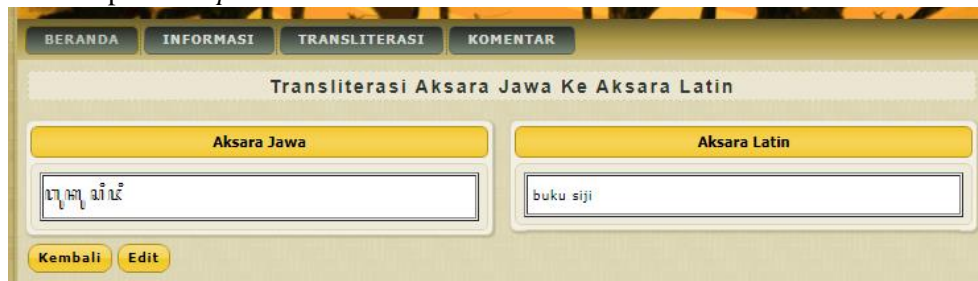 BERANDA INFORMASI TRANSLITERASI KOMENTAR
Transliterasi Aksara Jawa Ke Aksara Latin
Aksara Jawa Aksara Latin
ꦧꦸꦏꦸ ꦱꦶꦗꦶ buku siji
Kembali Edit